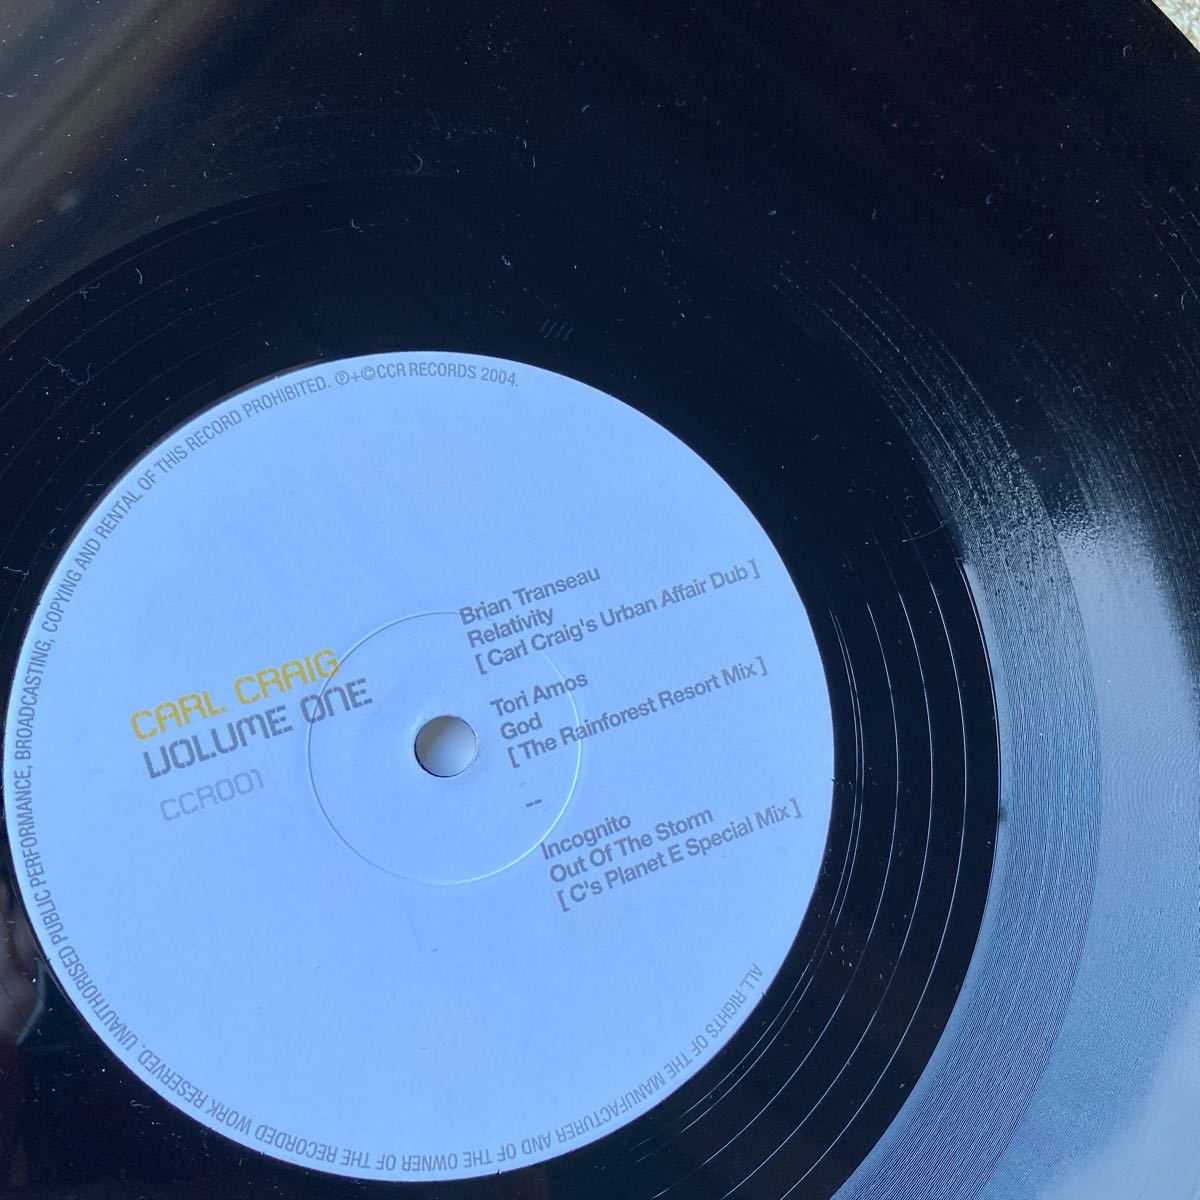 CARL CRAIG
VOLUME ONE
CCR001
Brian Transeau
Relativity
[ Carl Craig's Urban Affair Dub ]
Tori Amos
God
[ The Rainforest Resort Mix ]
--
Incognito
Out Of The Storm
[ C's Planet E Special Mix ]
ALL RIGHTS OF THE MANUFACTURER AND OF THE OWNER OF THE RECORDED WORK RESERVED. UNAUTHORISED PUBLIC PERFORMANCE, BROADCASTING, COPYING AND RENTAL OF THIS RECORD PROHIBITED. ℗+©CCR RECORDS 2004.